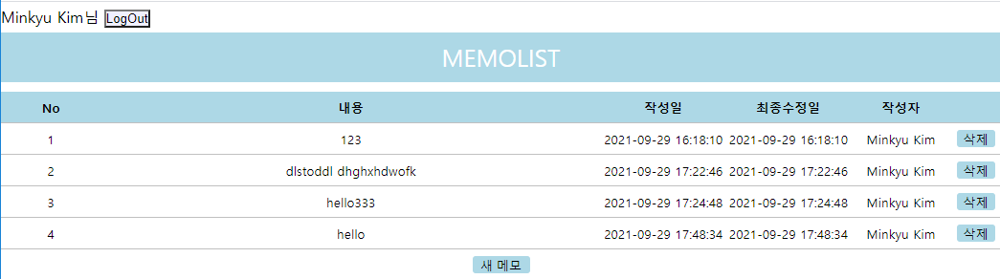 Minkyu Kim님 LogOut
MEMOLIST
No 내용 작성일 최종수정일 작성자
1 123 2021-09-29 16:18:10 2021-09-29 16:18:10 Minkyu Kim 삭제
2 dlstoddl dhghxhdwofk 2021-09-29 17:22:46 2021-09-29 17:22:46 Minkyu Kim 삭제
3 hello333 2021-09-29 17:24:48 2021-09-29 17:24:48 Minkyu Kim 삭제
4 hello 2021-09-29 17:48:34 2021-09-29 17:48:34 Minkyu Kim 삭제
새 메모